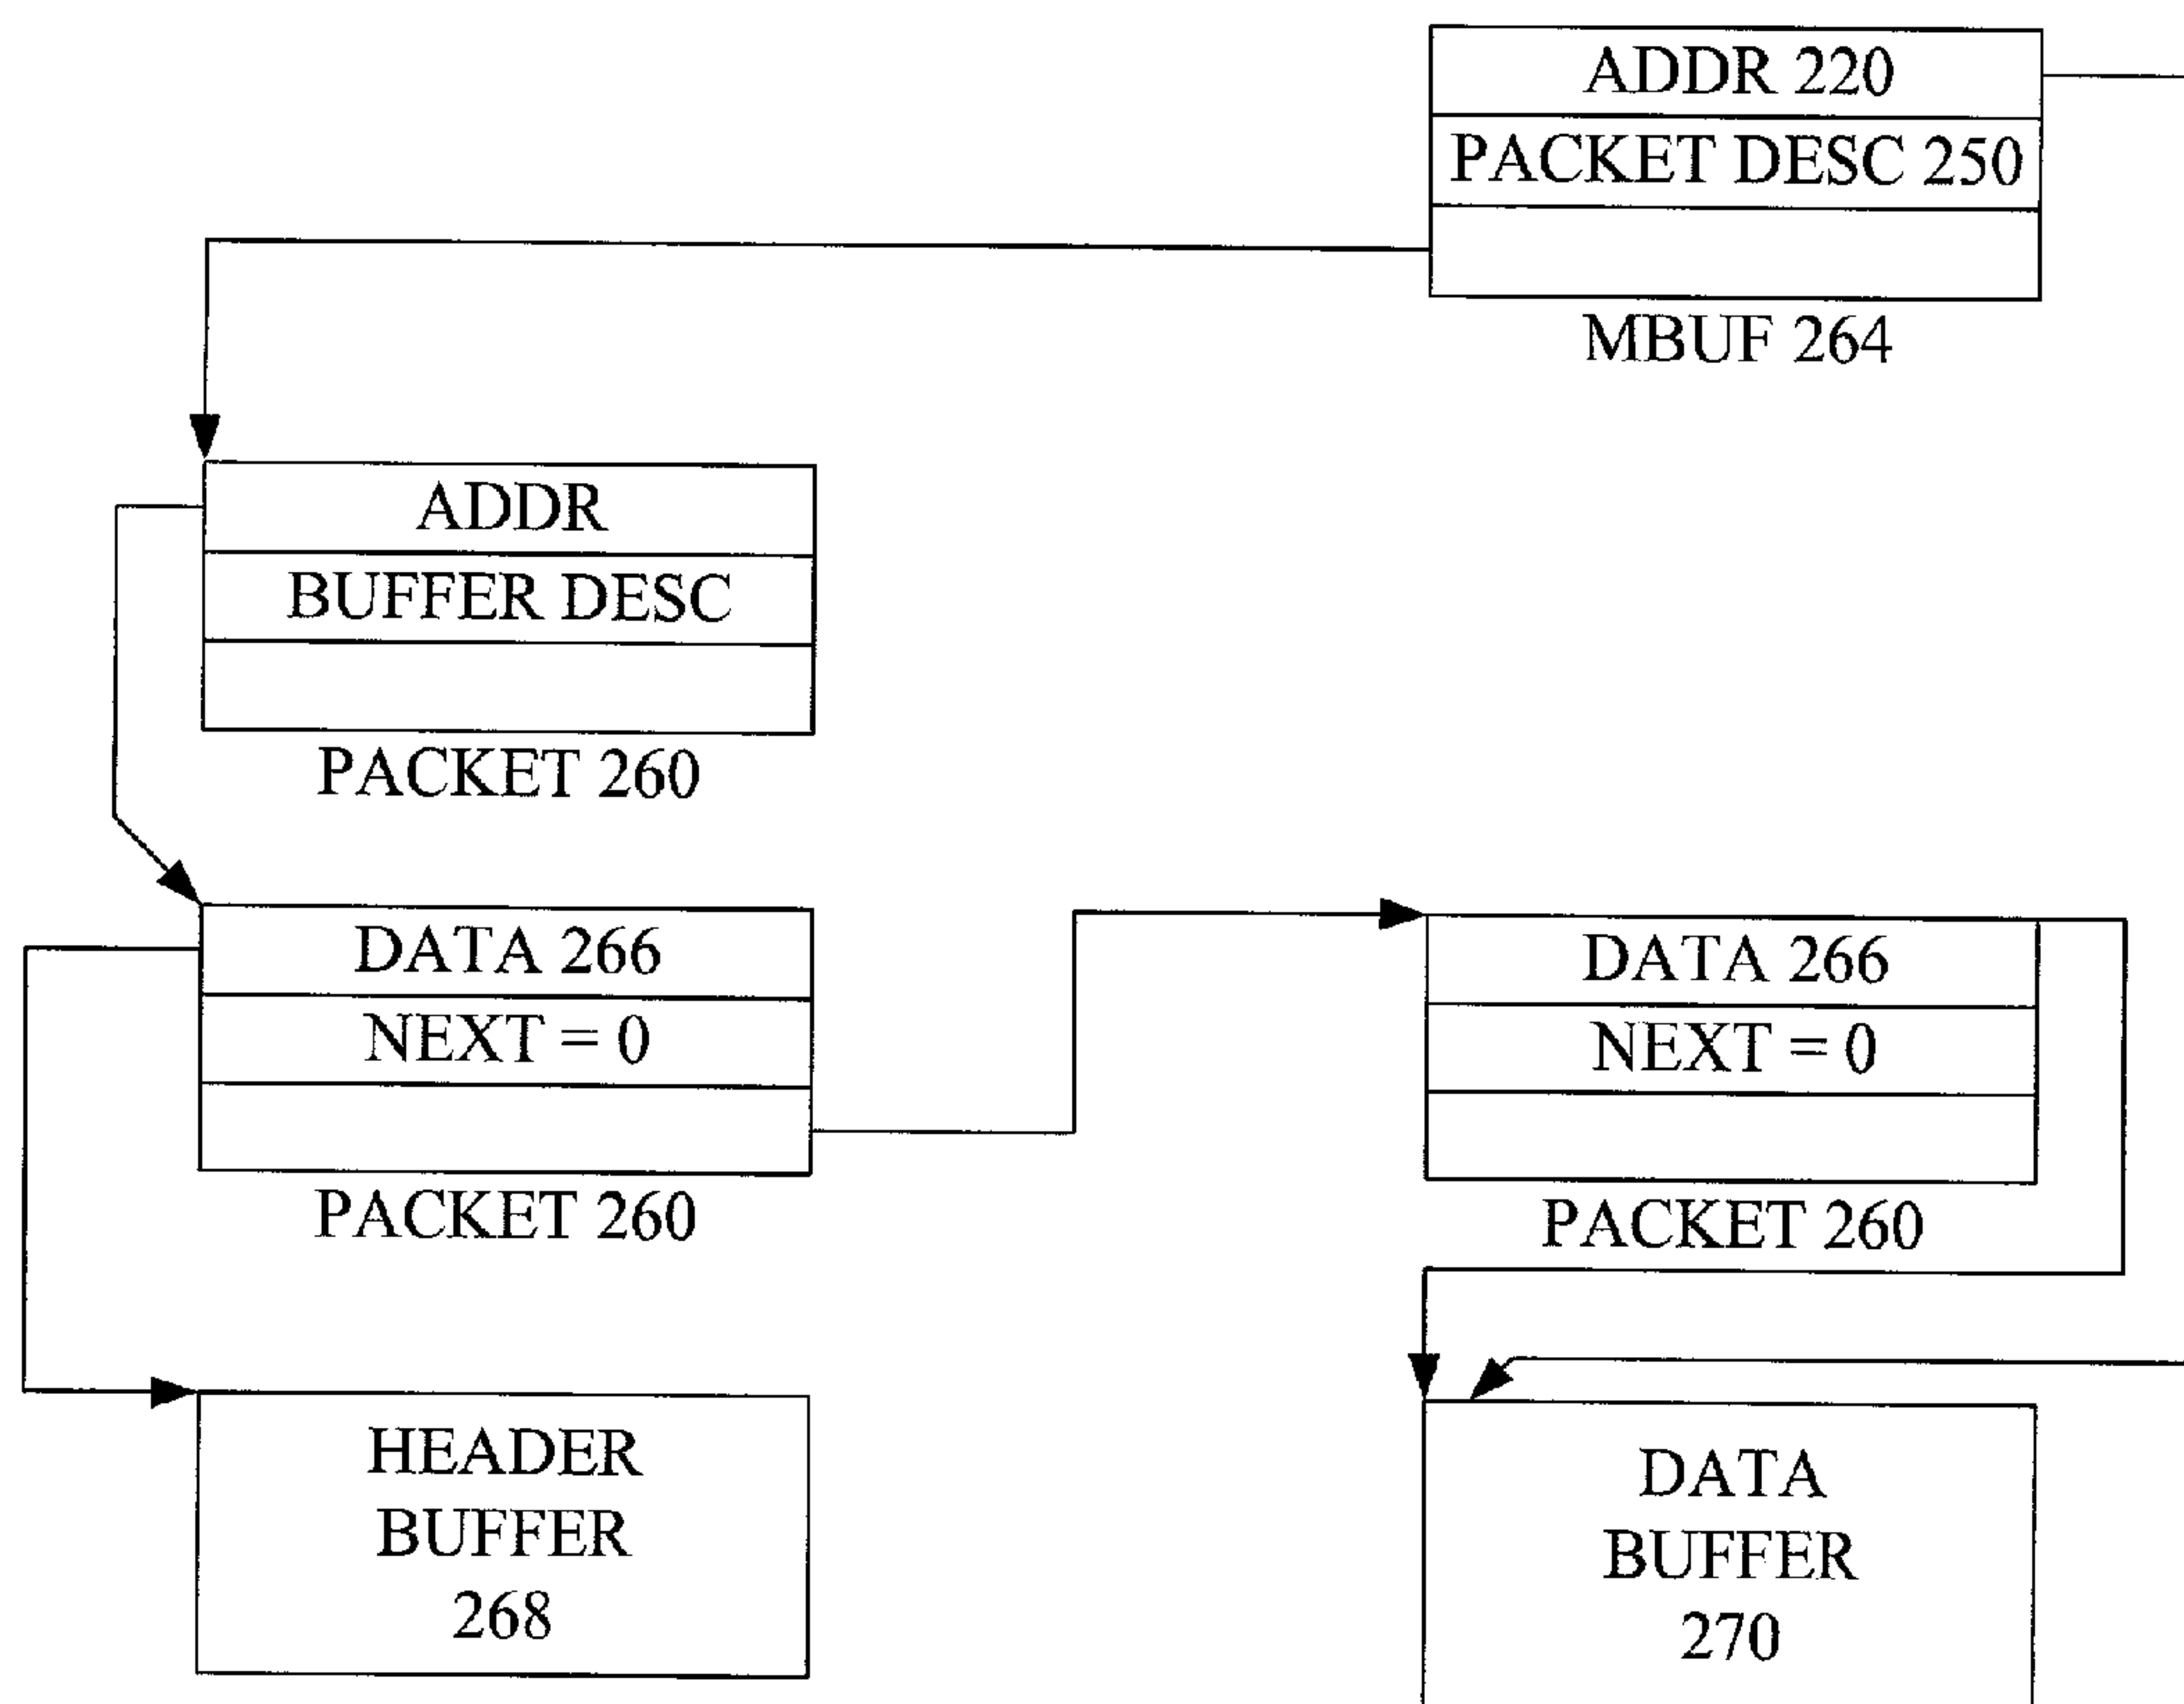 ADDR 220
PACKET DESC 250
MBUF 264
ADDR
BUFFER DESC
PACKET 260
DATA 266
NEXT = 0
PACKET 260
DATA 266
NEXT = 0
PACKET 260
HEADER
BUFFER
268
DATA
BUFFER
270